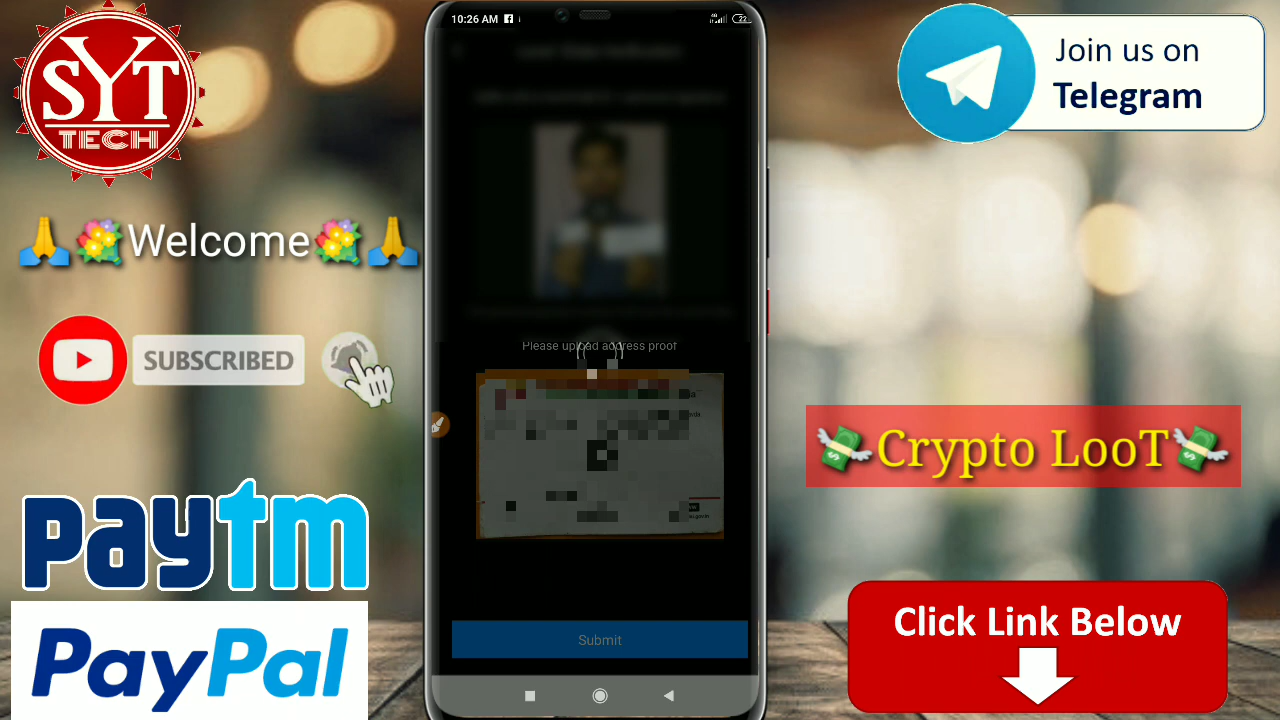 SYT
TECH
Welcome
SUBSCRIBED
paytm
PayPal
10:26 AM
22
Please upload address proof
Submit
Join us on
Telegram
Crypto LooT
Click Link Below